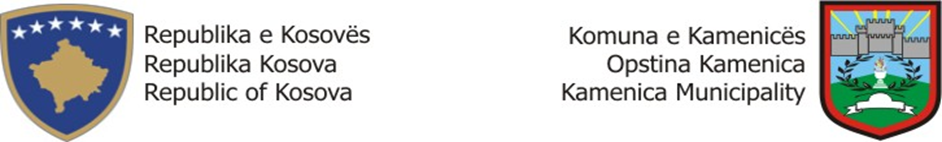 Republika e Kosovës
Republika Kosova
Republic of Kosova
Komuna e Kamenicës
Opstina Kamenica
Kamenica Municipality